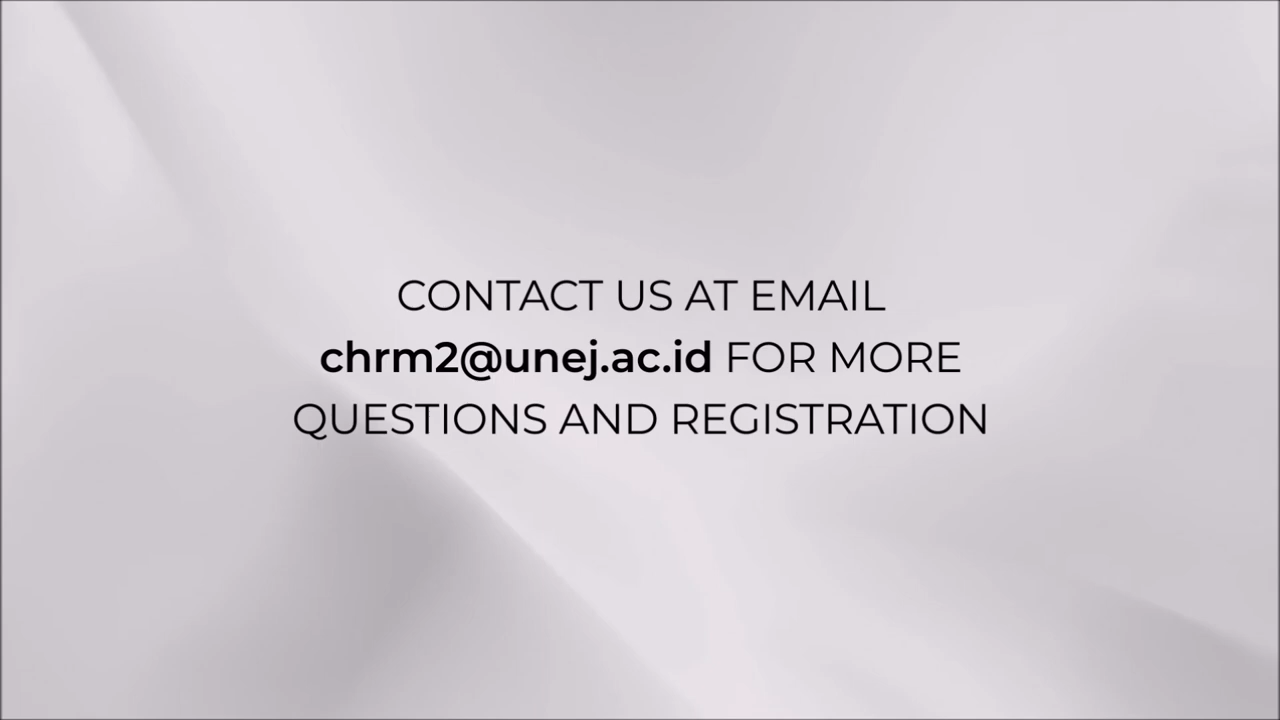 CONTACT US AT EMAIL
chrm2@unej.ac.id FOR MORE
QUESTIONS AND REGISTRATION